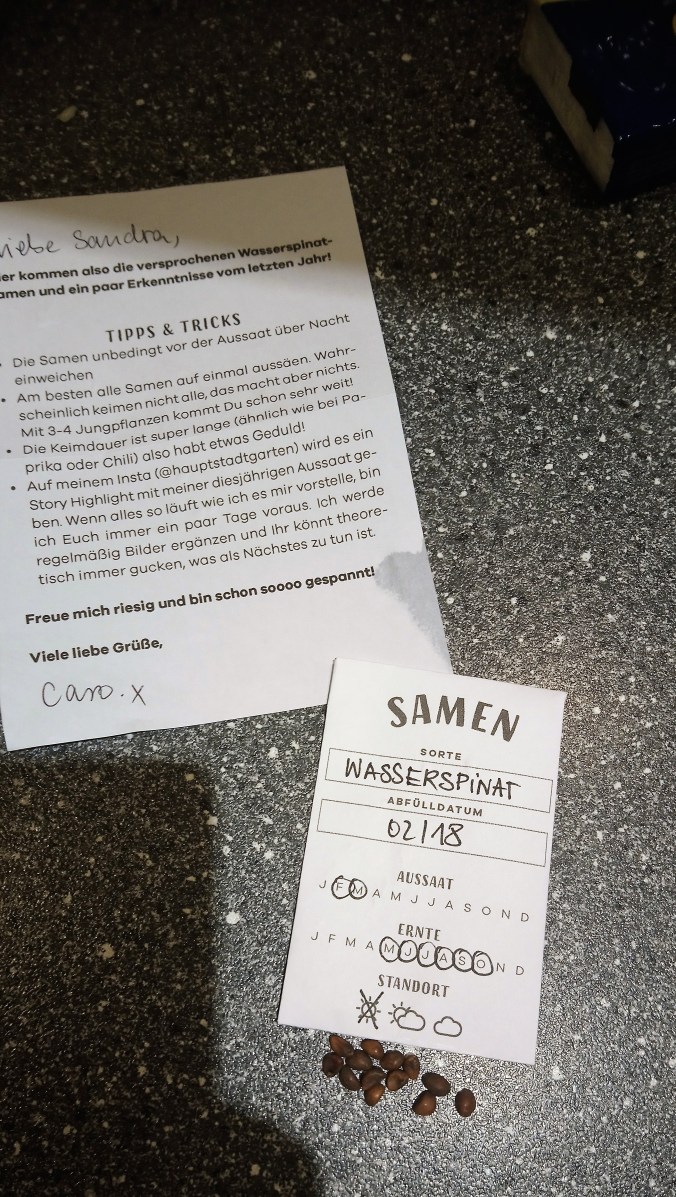 Liebe Sandra,
ier kommen also die versprochenen Wasserspinat-
amen und ein paar Erkenntnisse vom letzten Jahr!
TIPPS & TRICKS
• Die Samen unbedingt vor der Aussaat über Nacht
einweichen
• Am besten alle Samen auf einmal aussäen. Wahr-
scheinlich keimen nicht alle, das macht aber nichts.
Mit 3-4 Jungpflanzen kommt Du schon sehr weit!
• Die Keimdauer ist super lange (ähnlich wie bei Pa-
prika oder Chili) also habt etwas Geduld!
• Auf meinem Insta (@hauptstadtgarten) wird es ein
Story Highlight mit meiner diesjährigen Aussaat ge-
ben. Wenn alles so läuft wie ich es mir vorstelle, bin
ich Euch immer ein paar Tage voraus. Ich werde
regelmäßig Bilder ergänzen und Ihr könnt theore-
tisch immer gucken, was als Nächstes zu tun ist.
Freue mich riesig und bin schon soooo gespannt!
Viele liebe Grüße,
Caro. x
SAMEN
SORTE
WASSERSPINAT
ABFÜLLDATUM
02/18
AUSSAAT
J F M A M J J A S O N D
ERNTE
J F M A M J J A S O N D
STANDORT